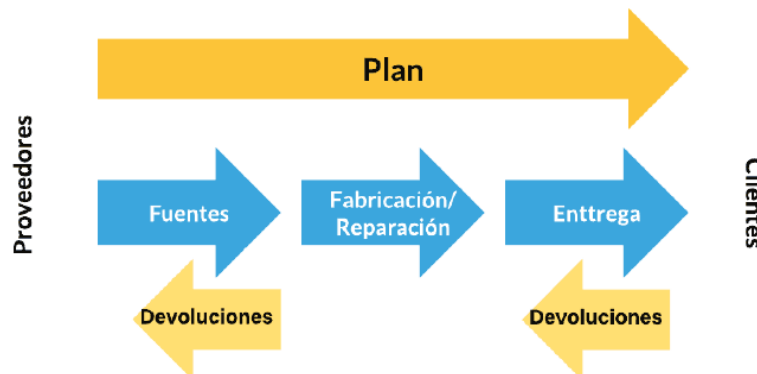 Plan
Proveedores
Clientes
Fuentes
Fabricación/
Reparación
Enttrega
Devoluciones
Devoluciones